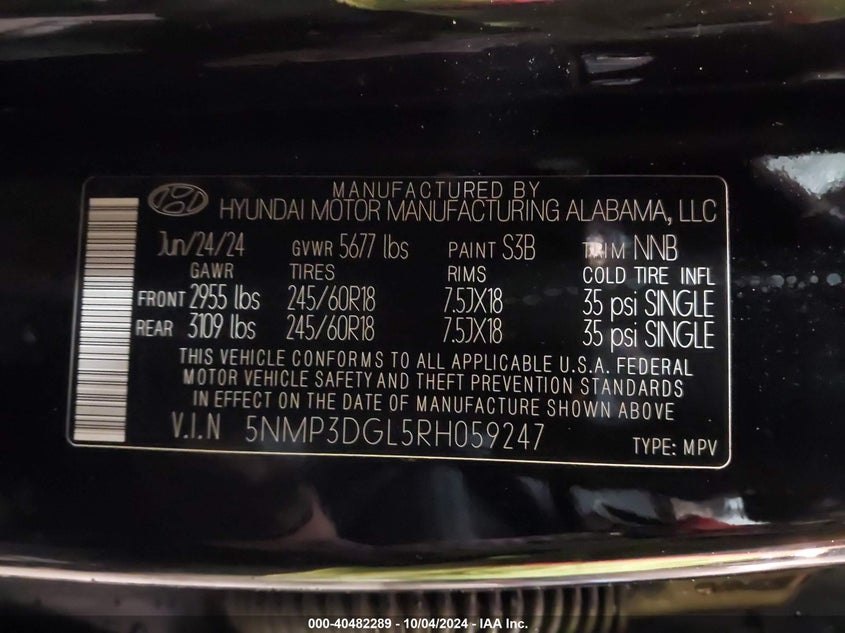 MANUFACTURED BY
HYUNDAI MOTOR MANUFACTURING ALABAMA, LLC
Jun/24/24 GVWR 5677 lbs PAINT S3B TRIM NNB
GAWR TIRES RIMS COLD TIRE INFL
FRONT 2955 lbs 245/60R18 7.5JX18 35 psi SINGLE
REAR 3109 lbs 245/60R18 7.5JX18 35 psi SINGLE
THIS VEHICLE CONFORMS TO ALL APPLICABLE U.S.A. FEDERAL
MOTOR VEHICLE SAFETY AND THEFT PREVENTION STANDARDS
IN EFFECT ON THE DATE OF MANUFACTURE SHOWN ABOVE
V.I.N 5NMP3DGL5RH059247 TYPE: MPV
000-40482289 - 10/04/2024 - IAA Inc.